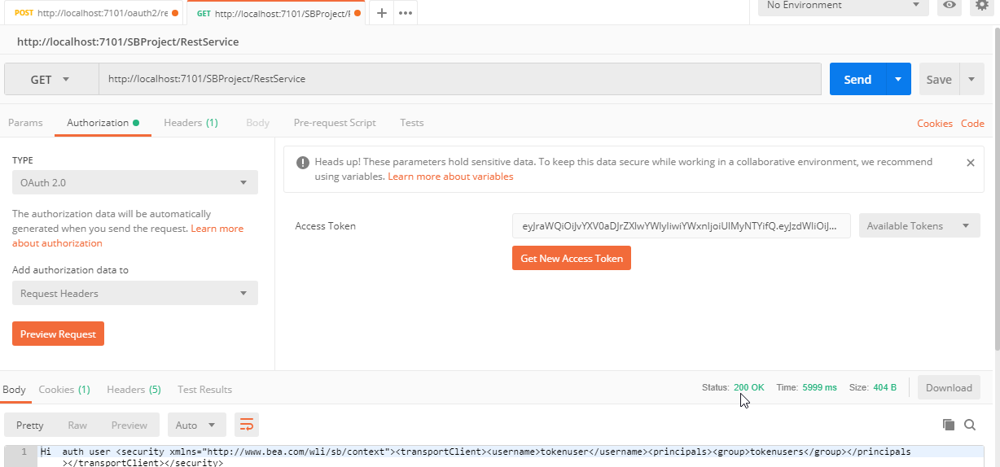 POST http://localhost:7101/oauth2/re
GET http://localhost:7101/SBProject/
No Environment
http://localhost:7101/SBProject/RestService
GET http://localhost:7101/SBProject/RestService Send Save
Params Authorization Headers (1) Body Pre-request Script Tests Cookies Code
TYPE
OAuth 2.0
The authorization data will be automatically
generated when you send the request. Learn more
about authorization
Add authorization data to
Request Headers
Preview Request
Heads up! These parameters hold sensitive data. To keep this data secure while working in a collaborative environment, we recommend
using variables. Learn more about variables
Access Token Available Tokens
Get New Access Token
Body Cookies (1) Headers (5) Test Results Status: 200 OK Time: 5999 ms Size: 404 B Download
Pretty Raw Preview Auto
1 Hi auth user <security xmlns="http://www.bea.com/wli/sb/context"><transportClient><username>tokenuser</username><principals><group>tokenusers</group></principals
></transportClient></security>